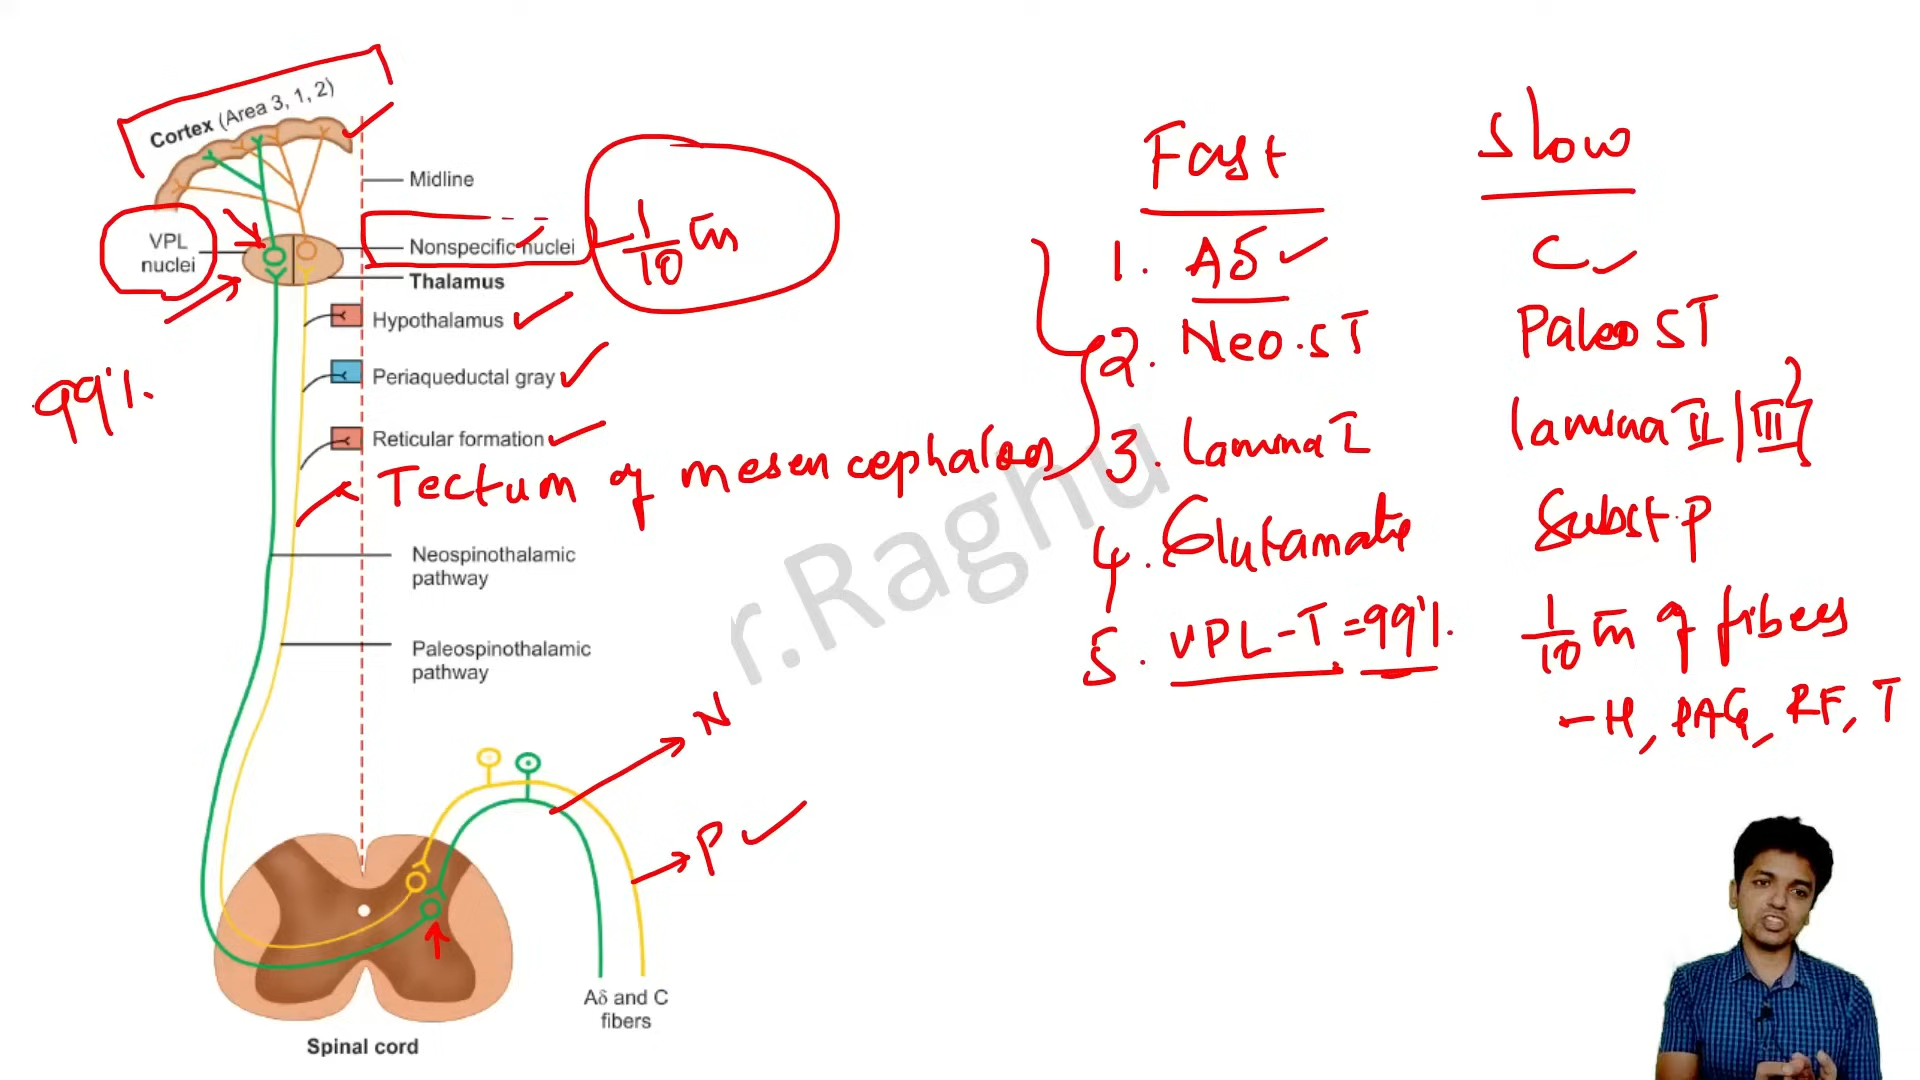 Cortex (Area 3, 1, 2)
Midline
VPL
nuclei
Nonspecific nuclei
1/10 th
Thalamus
Hypothalamus
99%.
Periaqueductal gray
Reticular formation
Tectum of mesencephalon
Neospinothalamic
pathway
Paleospinothalamic
pathway
N
P
Aδ and C
fibers
Spinal cord
Fast Slow
1. Aδ C
2. Neo.ST Paleo ST
3. Lamina I lamina II/III
4. Glutamate Subst.P
5. VPL-T=99%. 1/10 th of fibers
- H, PAG, RF, T
r.Raghu